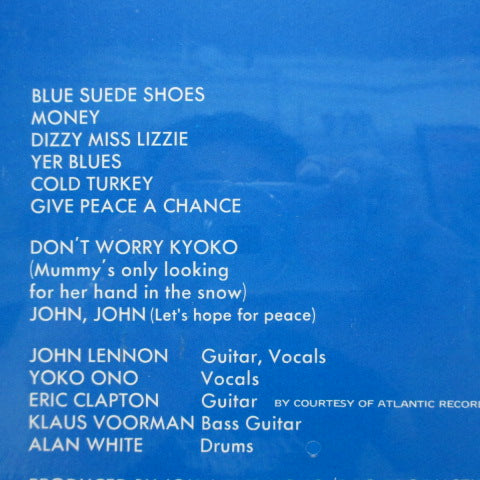 BLUE SUEDE SHOES
MONEY
DIZZY MISS LIZZIE
YER BLUES
COLD TURKEY
GIVE PEACE A CHANCE
DON'T WORRY KYOKO
(Mummy's only looking
for her hand in the snow)
JOHN, JOHN (Let's hope for peace)
JOHN LENNON Guitar, Vocals
YOKO ONO Vocals
ERIC CLAPTON Guitar BY COURTESY OF ATLANTIC RECOR
KLAUS VOORMAN Bass Guitar
ALAN WHITE Drums